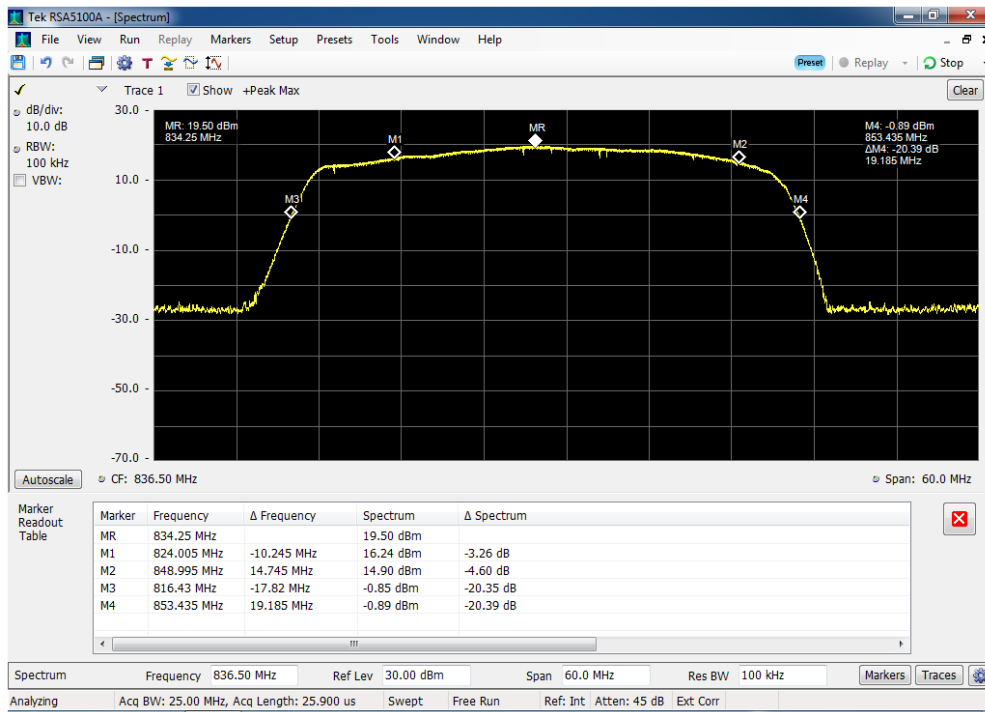 Tek RSA5100A - [Spectrum]
File View Run Replay Markers Setup Presets Tools Window Help
T Preset Replay Stop
Trace 1 Show +Peak Max Clear
dB/div:
10.0 dB
RBW:
100 kHz
VBW:
30.0
10.0
-10.0
-30.0
-50.0
-70.0
MR: 19.50 dBm
834.25 MHz
M1
MR
M2
M3
M4
M4: -0.89 dBm
853.435 MHz
ΔM4: -20.39 dB
19.185 MHz
Autoscale CF: 836.50 MHz Span: 60.0 MHz
Marker
Readout
Table
Marker Frequency Δ Frequency Spectrum Δ Spectrum
MR 834.25 MHz 19.50 dBm
M1 824.005 MHz -10.245 MHz 16.24 dBm -3.26 dB
M2 848.995 MHz 14.745 MHz 14.90 dBm -4.60 dB
M3 816.43 MHz -17.82 MHz -0.85 dBm -20.35 dB
M4 853.435 MHz 19.185 MHz -0.89 dBm -20.39 dB
Spectrum Frequency 836.50 MHz Ref Lev 30.00 dBm Span 60.0 MHz Res BW 100 kHz Markers Traces
Analyzing Acq BW: 25.00 MHz, Acq Length: 25.900 us Swept Free Run Ref: Int Atten: 45 dB Ext Corr